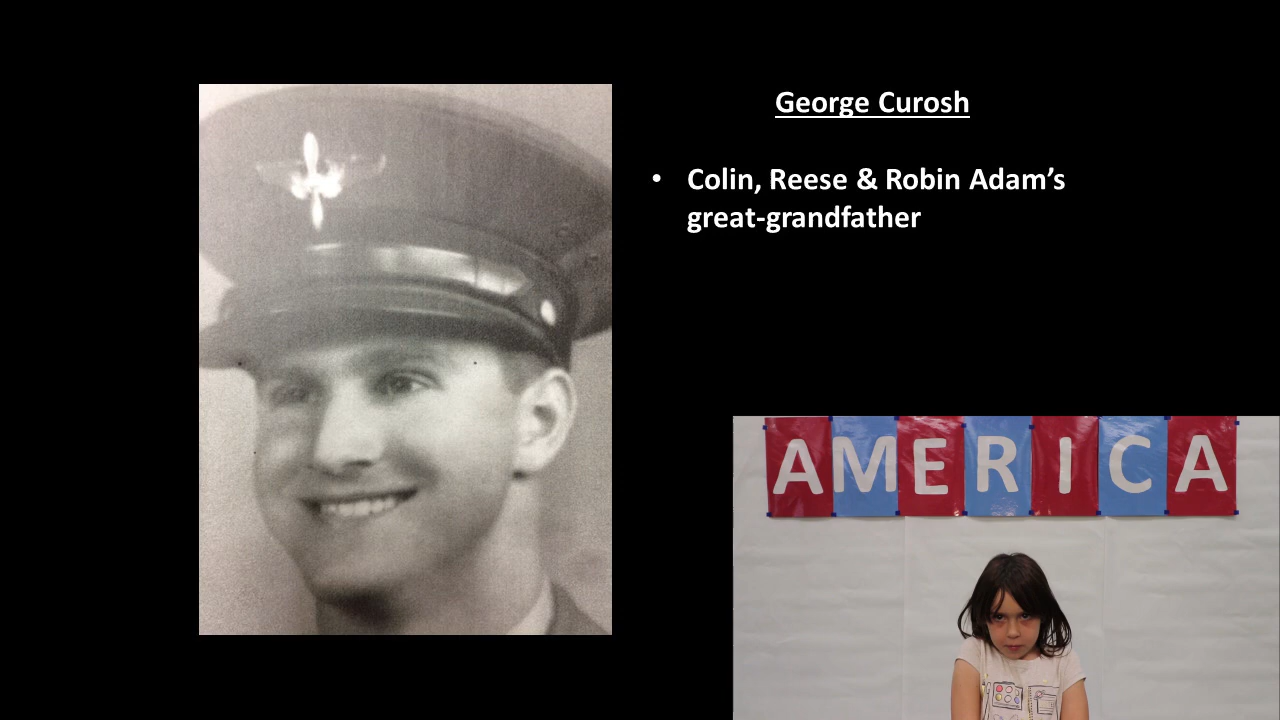 George Curosh
• Colin, Reese & Robin Adam’s
great-grandfather
AMERICA